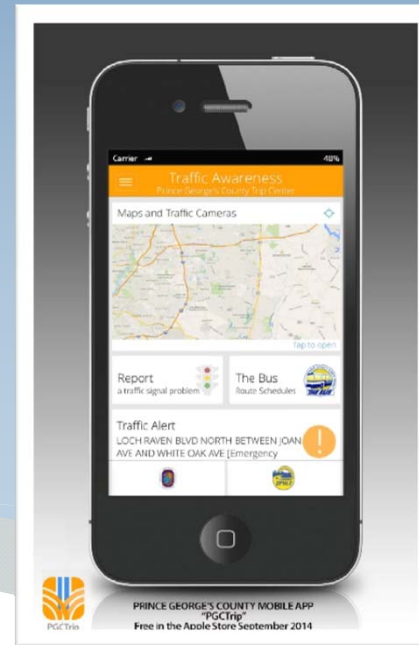 Carrier 48%
Traffic Awareness
Prince George's County Trip Center
Maps and Traffic Cameras
Tap to open
Report
a traffic signal problem
The Bus
Route Schedules
Traffic Alert
LOCH RAVEN BLVD NORTH BETWEEN JOAN
AVE AND WHITE OAK AVE [Emergency
PGCTrip
PRINCE GEORGE'S COUNTY MOBILE APP
"PGCTrip"
Free in the Apple Store September 2014